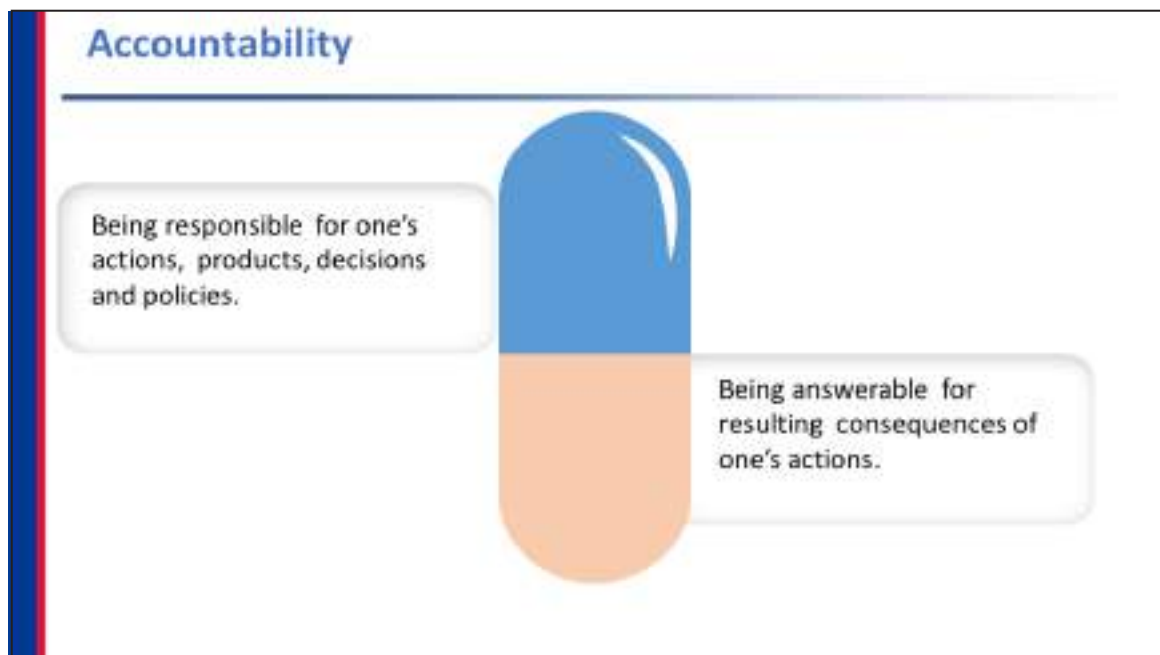 Accountability
Being responsible for one's
actions, products, decisions
and policies.
Being answerable for
resulting consequences of
one's actions.